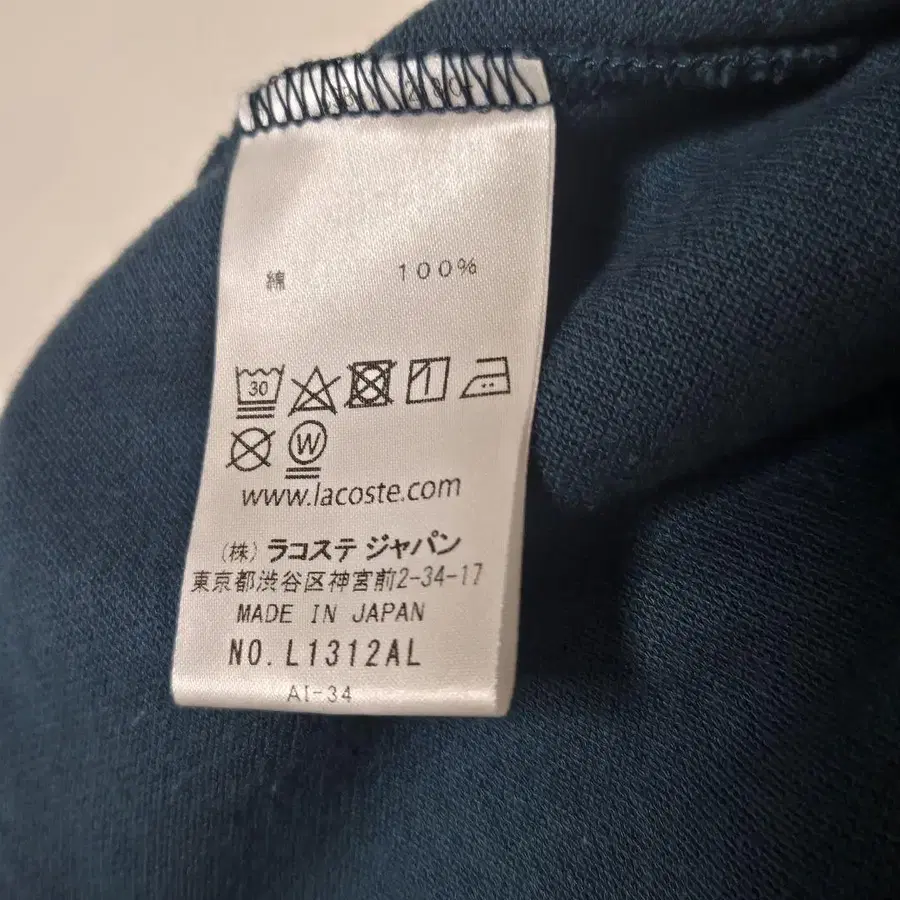 綿 100%
30
W
www.lacoste.com
(株) ラコステ ジャパン
東京都渋谷区神宮前2-34-17
MADE IN JAPAN
NO. L1312AL
AI-34